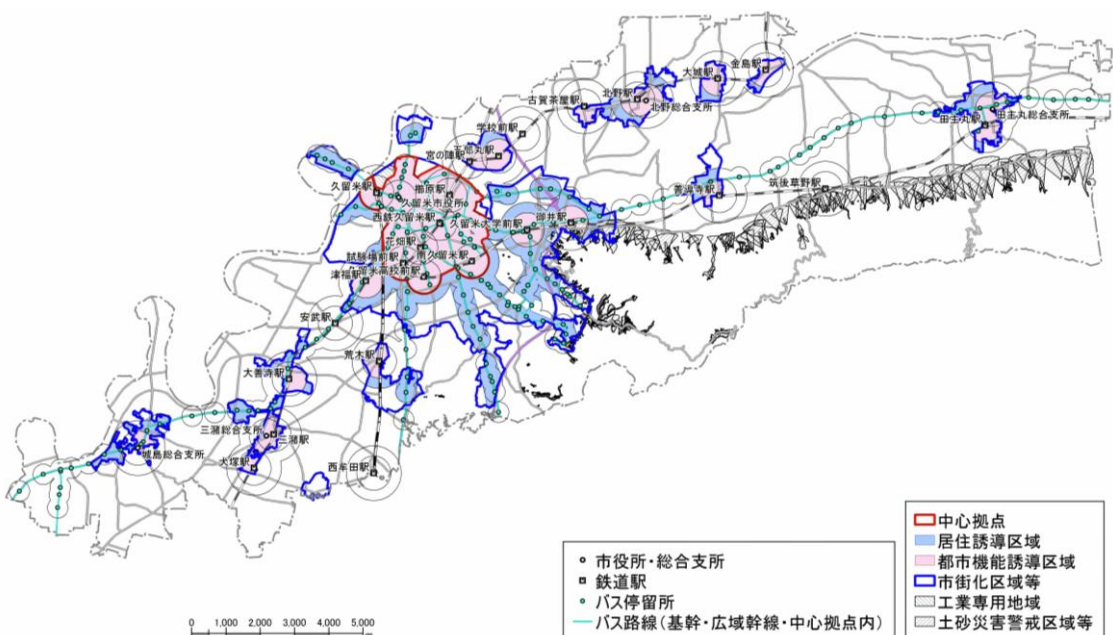 金島駅
大城駅
北野駅
北野総合支所
古賀茶屋駅
学校前駅
五郎丸駅
宮の陣駅
田主丸総合支所
田主丸駅
久留米駅
櫛原駅
久留米市役所
西鉄久留米駅
久留米大学前駅
御井駅
善導寺駅
筑後草野駅
花畑駅
試験場前駅
南久留米駅
久留米高校前駅
津福駅
安武駅
荒木駅
大善寺駅
三潴総合支所
三潴駅
城島総合支所
犬塚駅
西牟田駅
中心拠点
居住誘導区域
都市機能誘導区域
市街化区域等
工業専用地域
土砂災害警戒区域等
市役所・総合支所
鉄道駅
バス停留所
バス路線(基幹・広域幹線・中心拠点内)
0 1,000 2,000 3,000 4,000 5,000